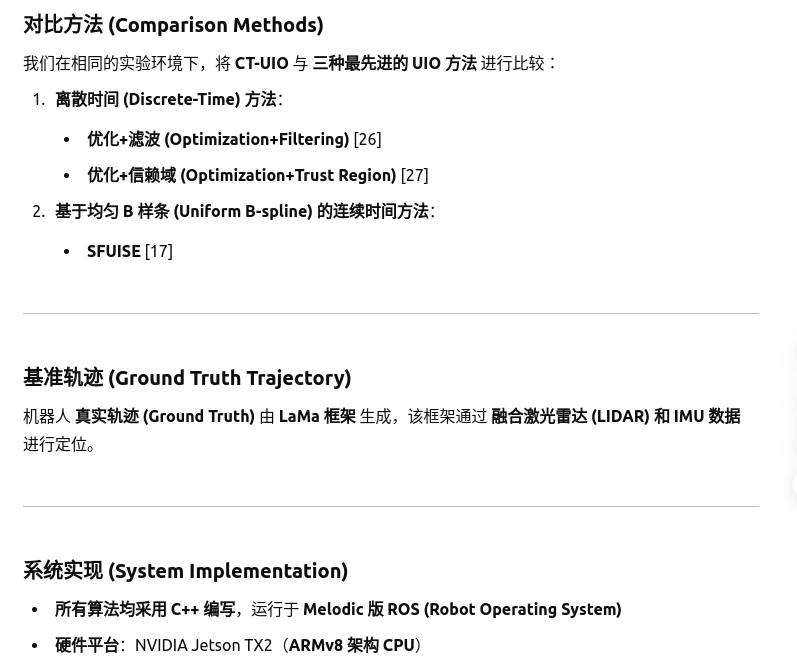 对比方法 (Comparison Methods)
我们在相同的实验环境下，将 CT-UIO 与 三种最先进的 UIO 方法 进行比较：
1. 离散时间 (Discrete-Time) 方法：
• 优化+滤波 (Optimization+Filtering) [26]
• 优化+信赖域 (Optimization+Trust Region) [27]
2. 基于均匀 B 样条 (Uniform B-spline) 的连续时间方法：
• SFUISE [17]
基准轨迹 (Ground Truth Trajectory)
机器人 真实轨迹 (Ground Truth) 由 LaMa 框架 生成，该框架通过 融合激光雷达 (LIDAR) 和 IMU 数据
进行定位。
系统实现 (System Implementation)
• 所有算法均采用 C++ 编写，运行于 Melodic 版 ROS (Robot Operating System)
• 硬件平台：NVIDIA Jetson TX2（ARMv8 架构 CPU）